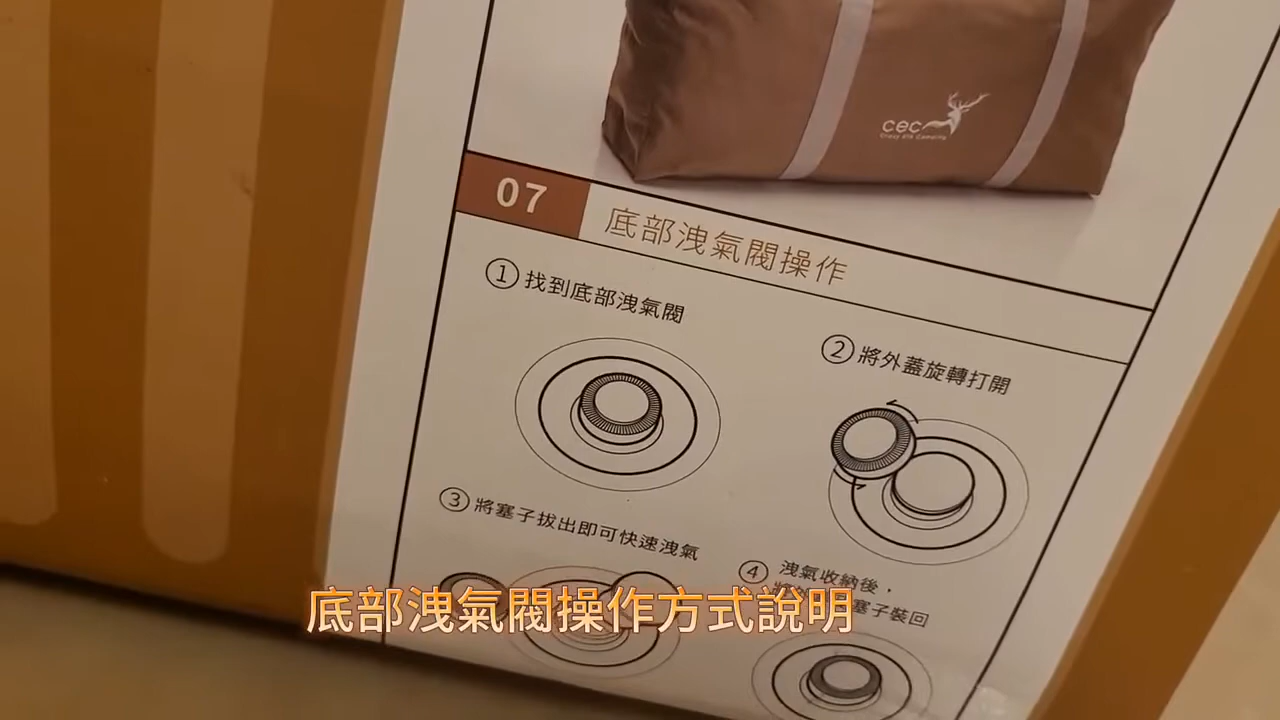 cec
07
底部洩氣閥操作
① 找到底部洩氣閥
② 將外蓋旋轉打開
③ 將塞子拔出即可快速洩氣
④ 洩氣收納後，
塞子裝回
底部洩氣閥操作方式說明